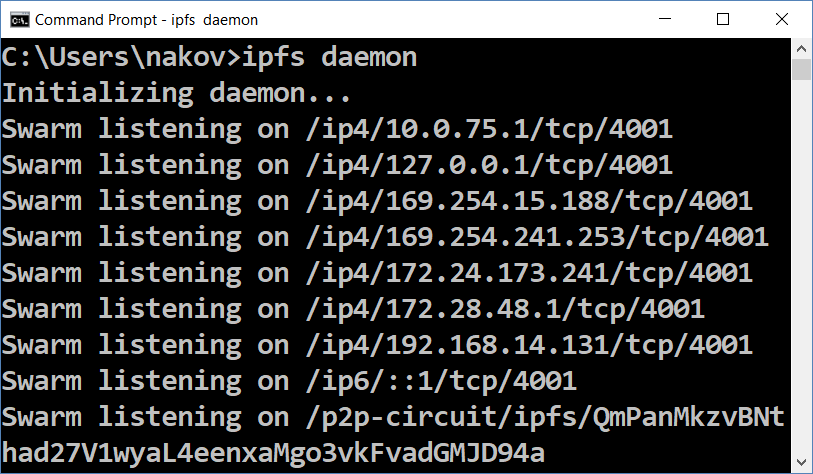 Command Prompt - ipfs  daemon
C:\Users\nakov>ipfs daemon
Initializing daemon...
Swarm listening on /ip4/10.0.75.1/tcp/4001
Swarm listening on /ip4/127.0.0.1/tcp/4001
Swarm listening on /ip4/169.254.15.188/tcp/4001
Swarm listening on /ip4/169.254.241.253/tcp/4001
Swarm listening on /ip4/172.24.173.241/tcp/4001
Swarm listening on /ip4/172.28.48.1/tcp/4001
Swarm listening on /ip4/192.168.14.131/tcp/4001
Swarm listening on /ip6/::1/tcp/4001
Swarm listening on /p2p-circuit/ipfs/QmPanMkzvBNt
had27V1wyaL4eenxaMgo3vkFvadGMJD94a